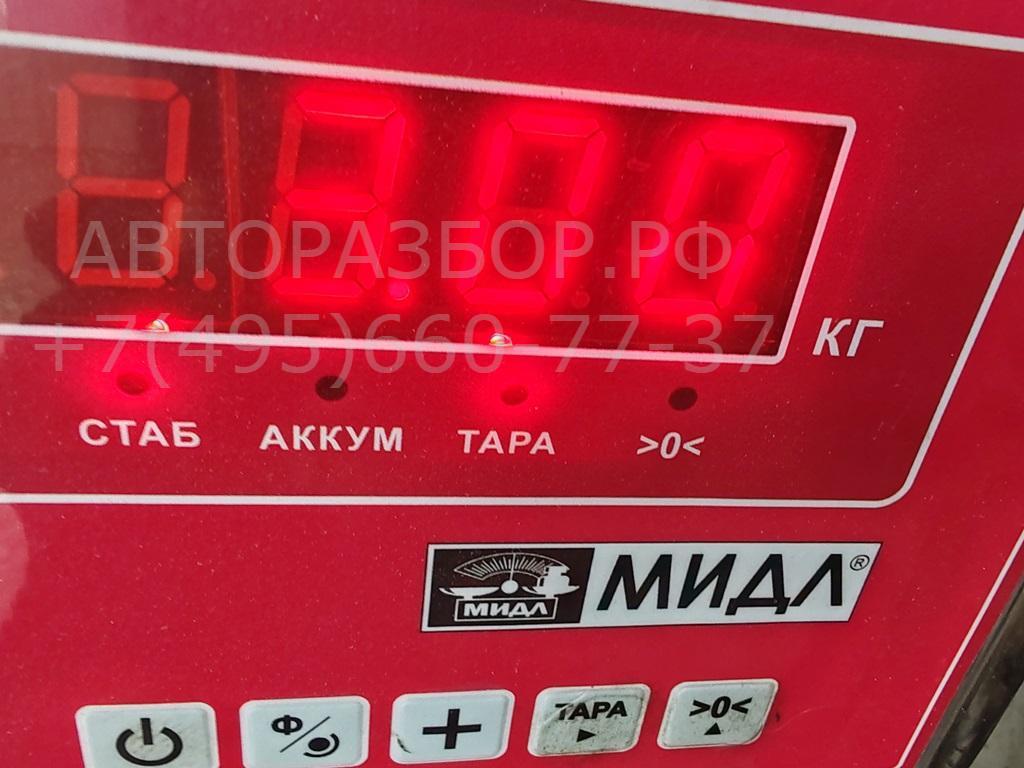 АВТОРАЗБОР.РФ
+7(495)660-77-37
КГ
СТАБ АККУМ ТАРА >0<
МИДЛ МИДЛ®
Ф
+
ТАРА
>0<